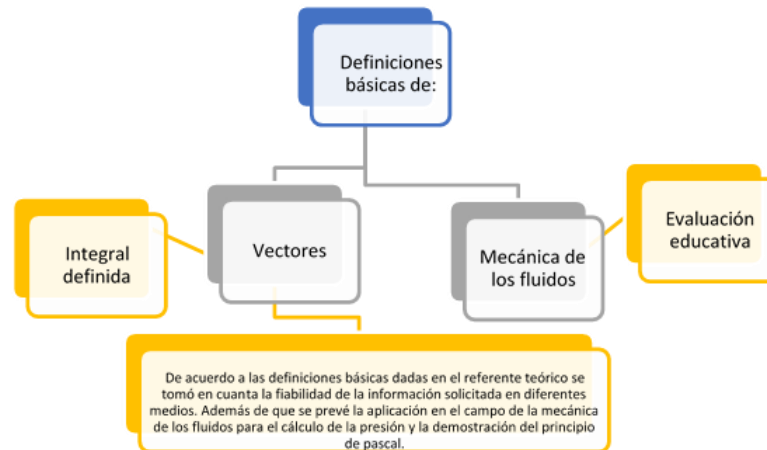 Definiciones
básicas de:
Integral
definida
Vectores
Mecánica de
los fluidos
Evaluación
educativa
De acuerdo a las definiciones básicas dadas en el referente teórico se
tomó en cuanta la fiabilidad de la información solicitada en diferentes
medios. Además de que se prevé la aplicación en el campo de la mecánica
de los fluidos para el cálculo de la presión y la demostración del principio
de pascal.